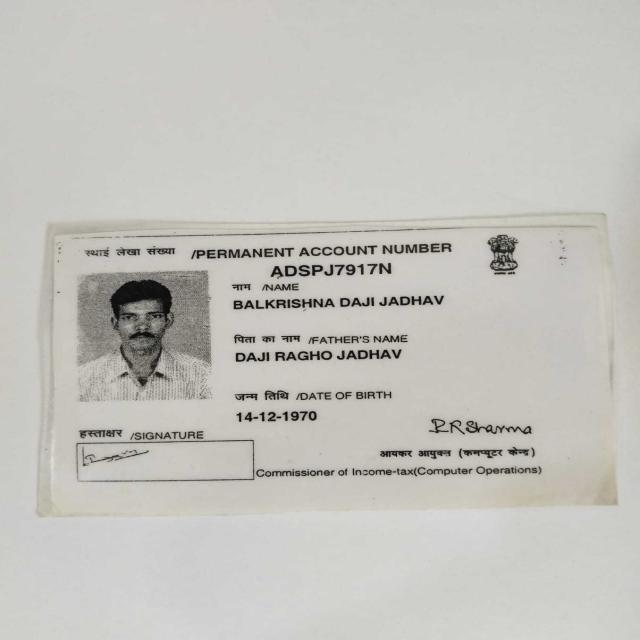 स्थाई लेखा संख्या /PERMANENT ACCOUNT NUMBER
ADSPJ7917N
नाम /NAME
BALKRISHNA DAJI JADHAV
पिता का नाम /FATHER'S NAME
DAJI RAGHO JADHAV
जन्म तिथि /DATE OF BIRTH
14-12-1970
हस्ताक्षर /SIGNATURE
R R Sharma
आयकर आयुक्त (कम्प्यूटर केन्द्र)
Commissioner of Income-tax(Computer Operations)